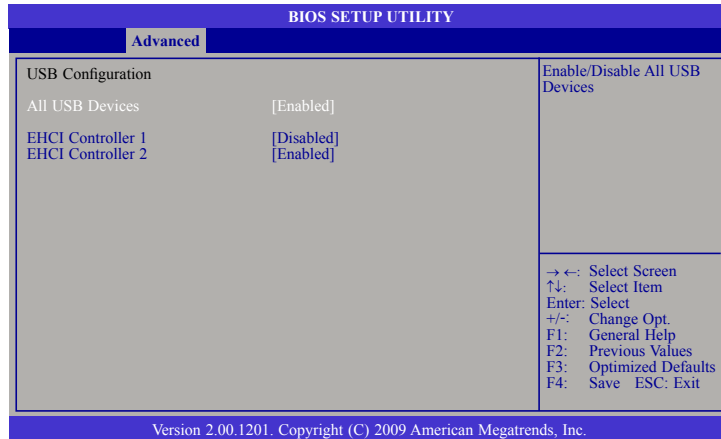 BIOS SETUP UTILITY
Advanced
USB Configuration
All USB Devices [Enabled]
EHCI Controller 1 [Disabled]
EHCI Controller 2 [Enabled]
Enable/Disable All USB
Devices
→ ←: Select Screen
↑↓: Select Item
Enter: Select
+/-: Change Opt.
F1: General Help
F2: Previous Values
F3: Optimized Defaults
F4: Save ESC: Exit
Version 2.00.1201. Copyright (C) 2009 American Megatrends, Inc.